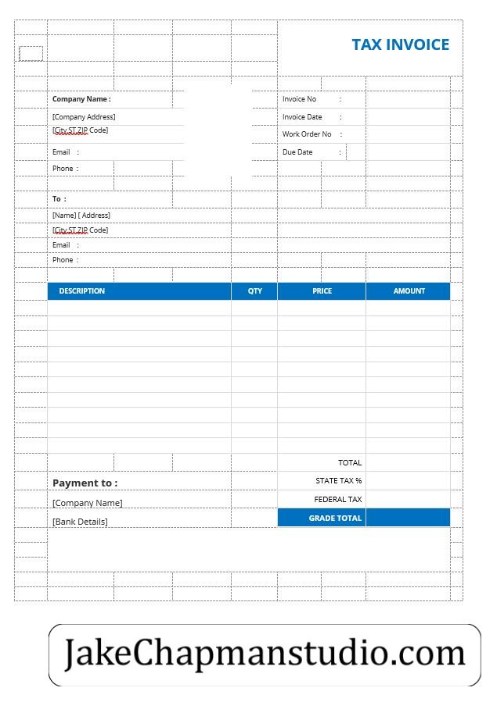 TAX INVOICE
Company Name :
Invoice No :
[Company Address]
Invoice Date :
[City,ST,ZIP Code]
Work Order No :
Email :
Due Date :
Phone :
To :
[Name] [ Address]
[City,ST,ZIP Code]
Email :
Phone :
DESCRIPTION QTY PRICE AMOUNT
TOTAL
Payment to :
STATE TAX %
[Company Name]
FEDERAL TAX
[Bank Details]
GRADE TOTAL
JakeChapmanstudio.com